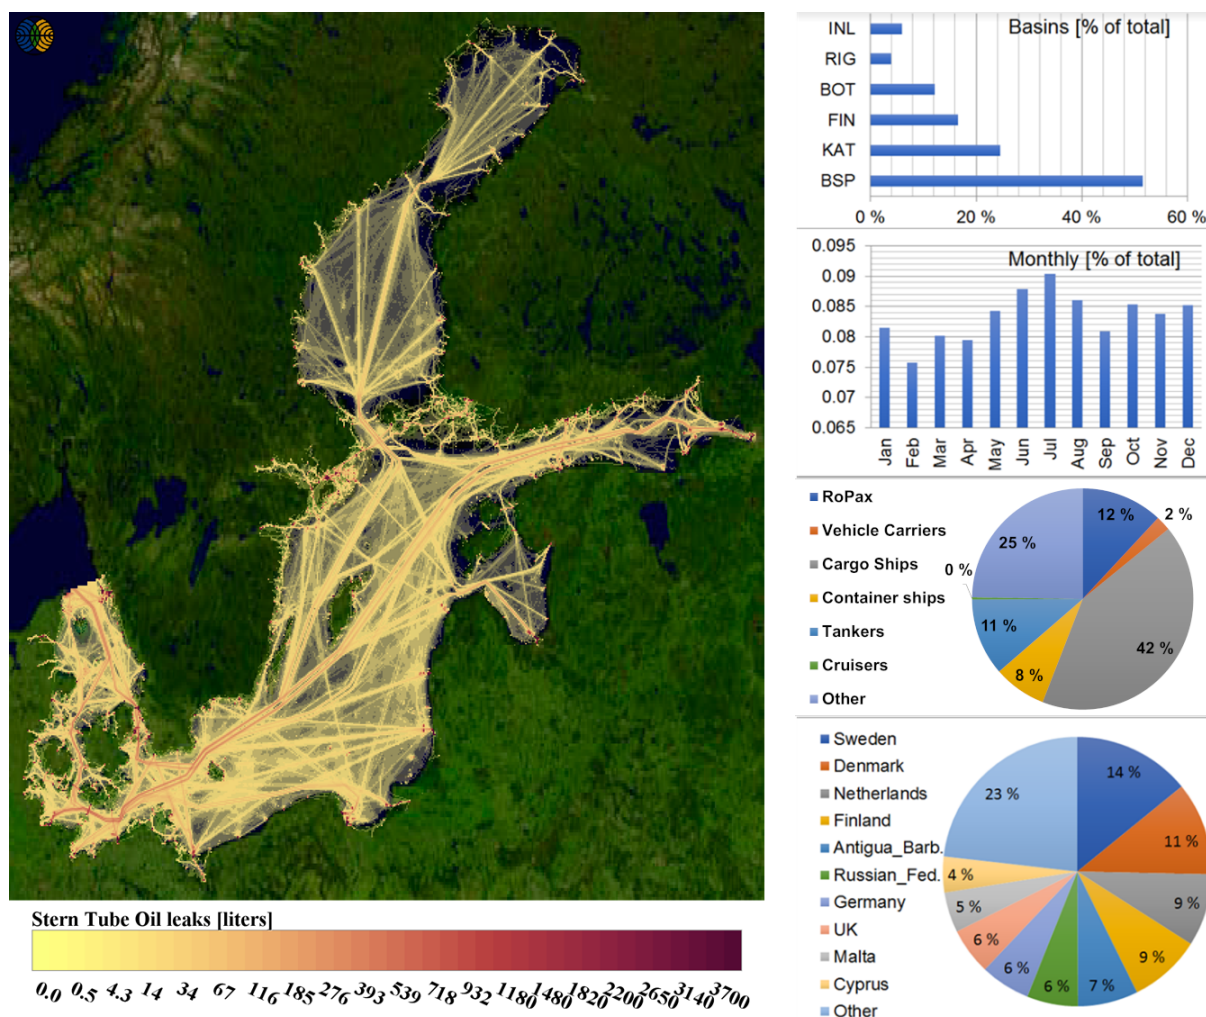 Basins [% of total]
INL
RIG
BOT
FIN
KAT
BSP
0 %
20 %
40 %
60 %
Monthly [% of total]
0.095
0.09
0.085
0.08
0.075
0.07
0.065
Jan
Feb
Mar
Apr
May
Jun
Jul
Aug
Sep
Oct
Nov
Dec
RoPax
Vehicle Carriers
Cargo Ships
Container ships
Tankers
Cruisers
Other
12 %
2 %
42 %
8 %
11 %
0 %
25 %
Sweden
Denmark
Netherlands
Finland
Antigua_Barb.
Russian_Fed.
Germany
UK
Malta
Cyprus
Other
14 %
11 %
9 %
9 %
7 %
6 %
6 %
6 %
5 %
4 %
23 %
Stern Tube Oil leaks [liters]
0.0 0.5 4.3 14 34 67 116 185 276 393 539 718 932 1180 1480 1820 2200 2650 3140 3700